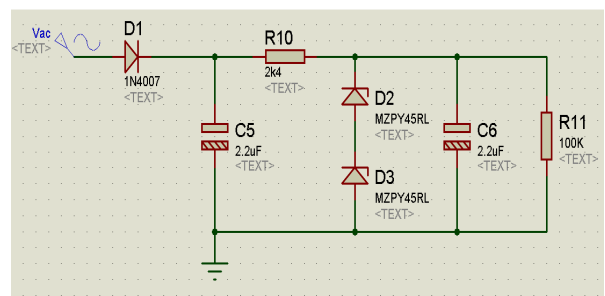 Vac
<TEXT>
D1
1N4007
<TEXT>
R10
2k4
<TEXT>
C5
2.2uF
<TEXT>
D2
MZPY45RL
<TEXT>
D3
MZPY45RL
<TEXT>
C6
2.2uF
<TEXT>
R11
100K
<TEXT>